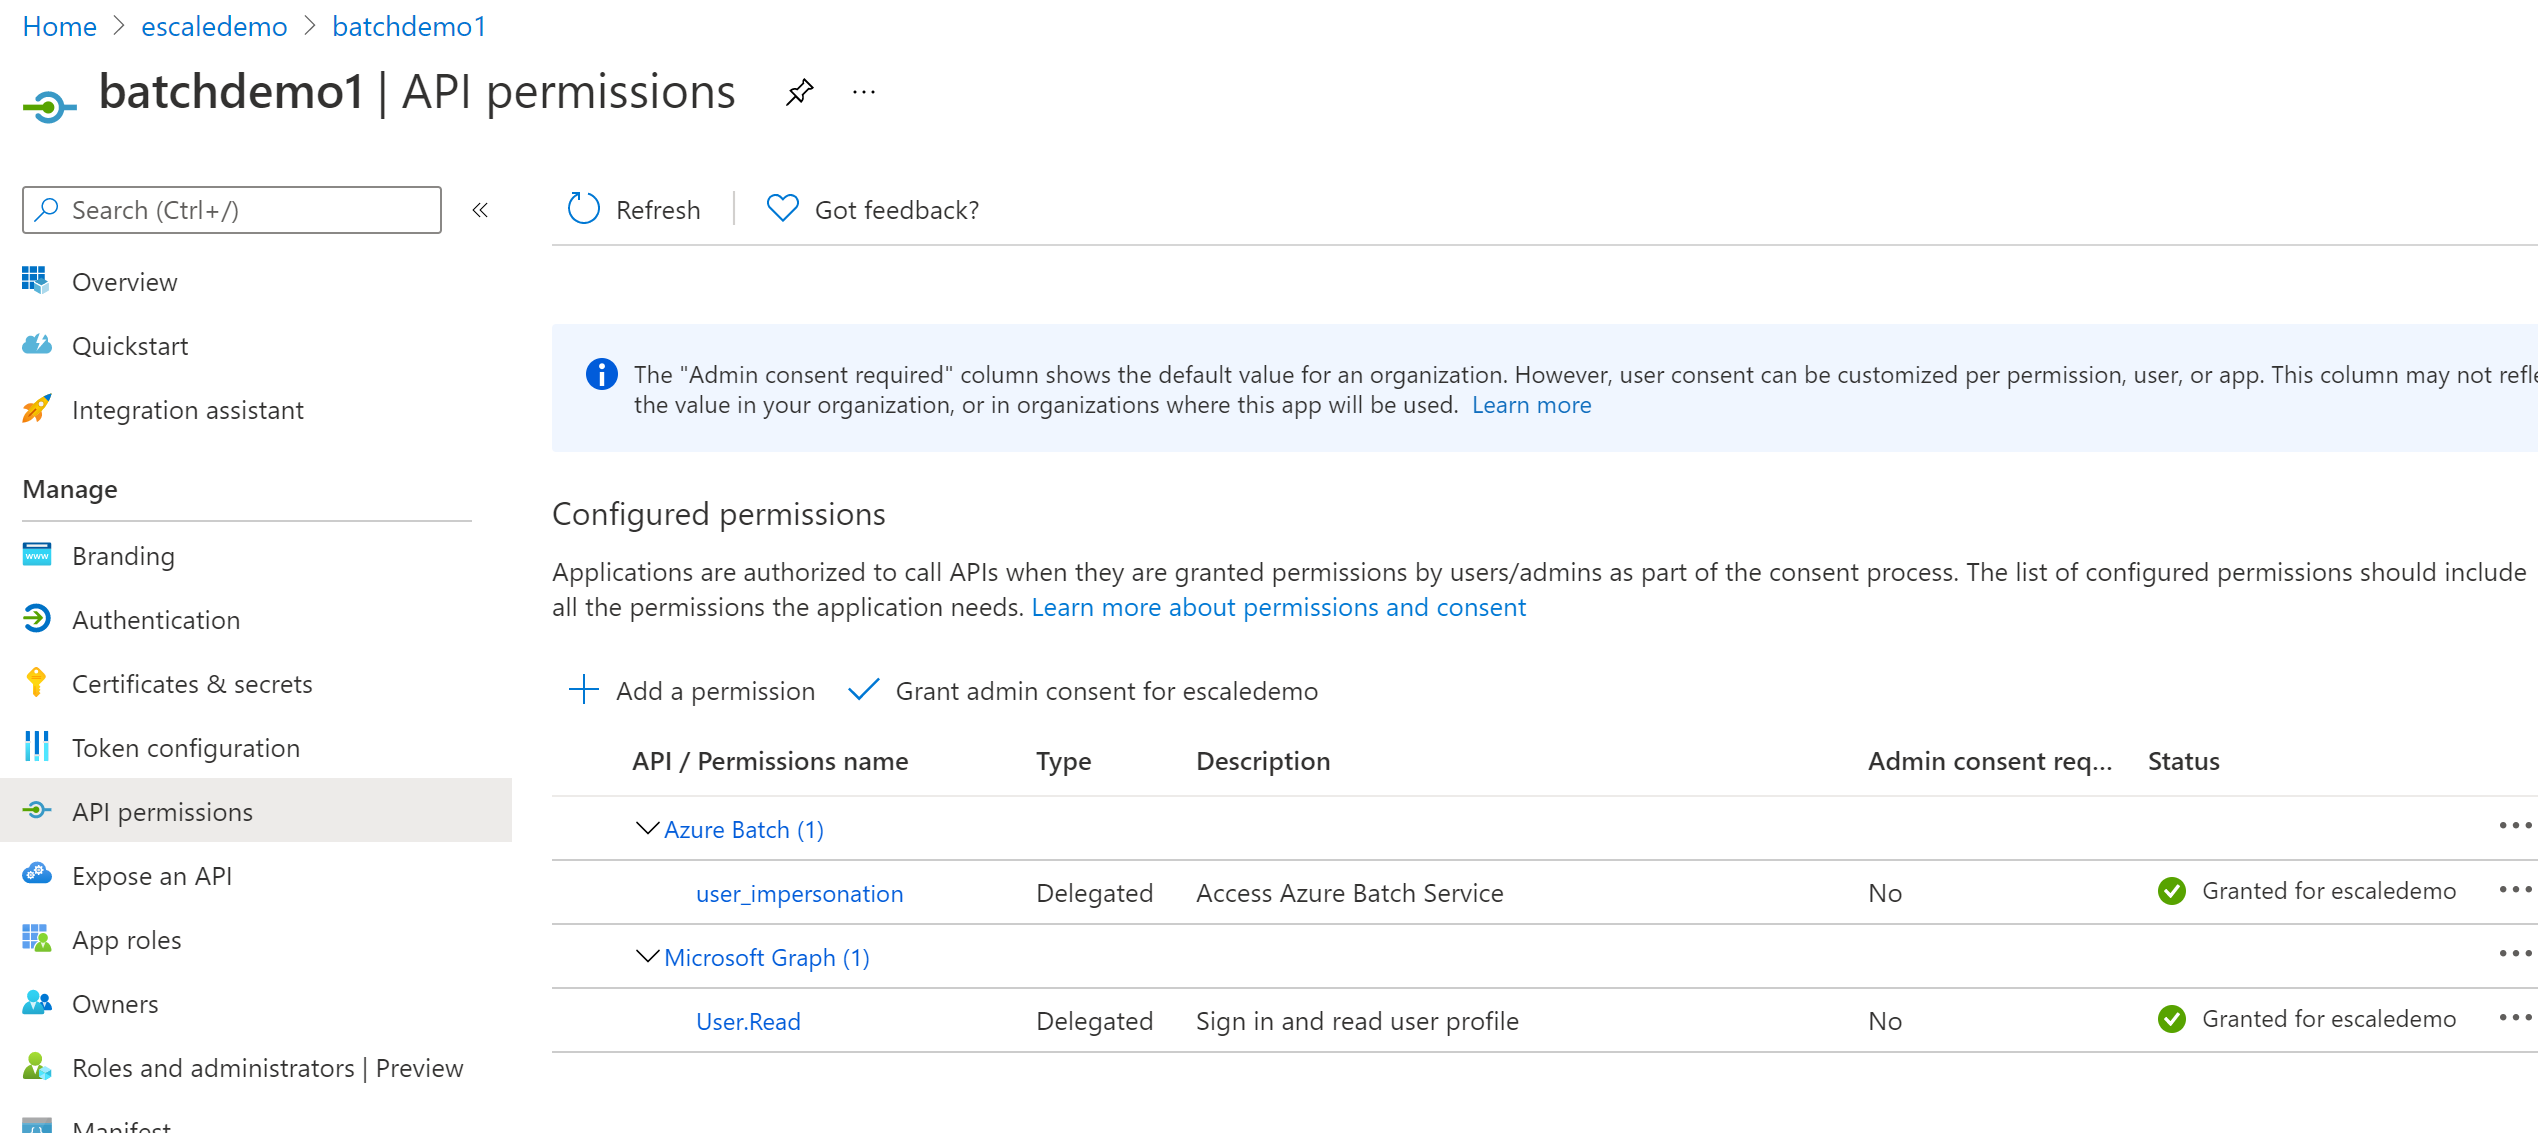 Home > escaledemo > batchdemo1
batchdemo1 | API permissions ...
Search (Ctrl+/) «
Refresh | Got feedback?
Overview
Quickstart
Integration assistant
Manage
Branding
Authentication
Certificates & secrets
Token configuration
API permissions
Expose an API
App roles
Owners
Roles and administrators | Preview
Manifest
The "Admin consent required" column shows the default value for an organization. However, user consent can be customized per permission, user, or app. This column may not refle
the value in your organization, or in organizations where this app will be used. Learn more
Configured permissions
Applications are authorized to call APIs when they are granted permissions by users/admins as part of the consent process. The list of configured permissions should include
all the permissions the application needs. Learn more about permissions and consent
Add a permission Grant admin consent for escaledemo
API / Permissions name Type Description Admin consent req... Status
Azure Batch (1)
user_impersonation Delegated Access Azure Batch Service No Granted for escaledemo
Microsoft Graph (1)
User.Read Delegated Sign in and read user profile No Granted for escaledemo